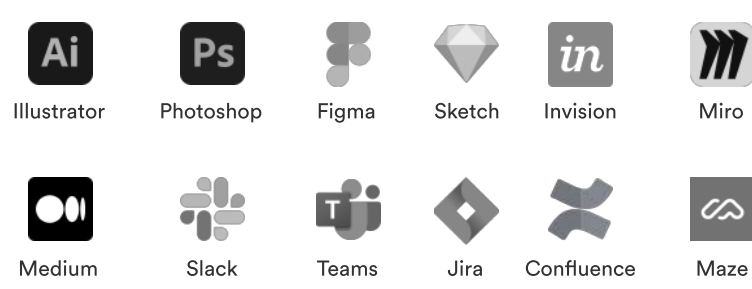 Ai Ps in
Illustrator Photoshop Figma Sketch Invision Miro
T
Medium Slack Teams Jira Confluence Maze